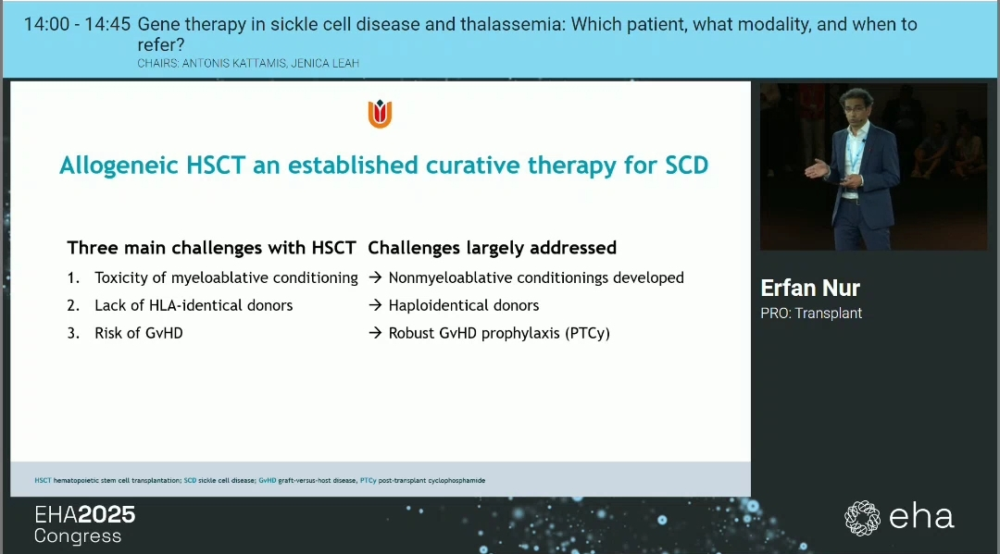 14:00 - 14:45 Gene therapy in sickle cell disease and thalassemia: Which patient, what modality, and when to
refer?
CHAIRS: ANTONIS KATTAMIS, JENICA LEAH
Allogeneic HSCT an established curative therapy for SCD
Three main challenges with HSCT Challenges largely addressed
1. Toxicity of myeloablative conditioning → Nonmyeloablative conditionings developed
2. Lack of HLA-identical donors → Haploidentical donors
3. Risk of GvHD → Robust GvHD prophylaxis (PTCy)
HSCT hematopoietic stem cell transplantation; SCD sickle cell disease; GvHD graft-versus-host disease, PTCy post-transplant cyclophosphamide
Erfan Nur
PRO: Transplant
EHA2025
Congress
eha